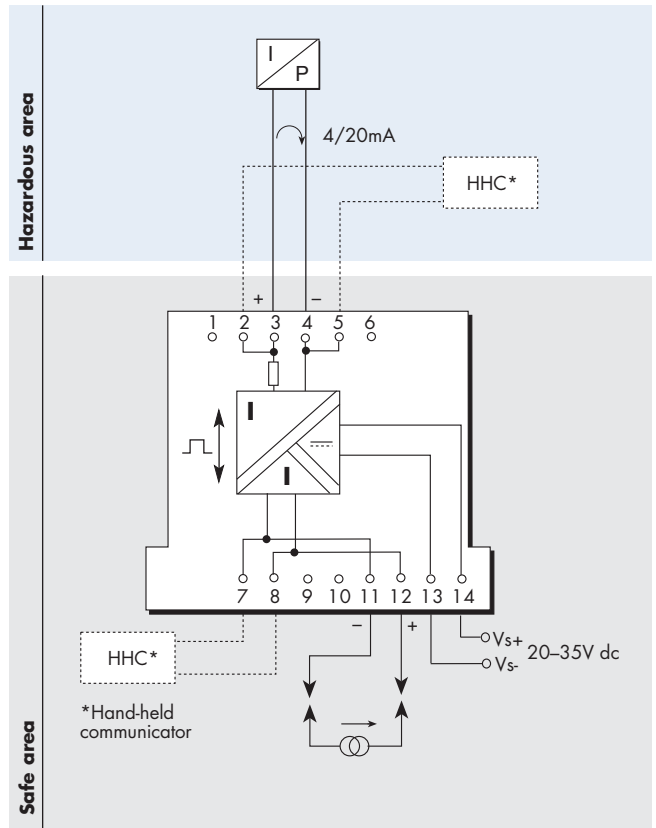 Hazardous area
I
P
4/20mA
HHC*
+ −
1 2 3 4 5 6
I
I
7 8 9 10 11 12 13 14
− +
Vs+
20–35V dc
Vs-
HHC*
*Hand-held
communicator
Safe area